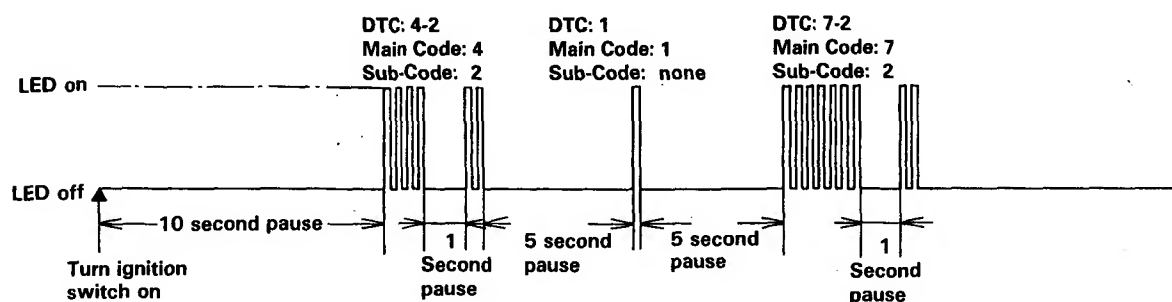 DTC: 4-2
Main Code: 4
Sub-Code: 2
DTC: 1
Main Code: 1
Sub-Code: none
DTC: 7-2
Main Code: 7
Sub-Code: 2
LED on
LED off
10 second pause
1
Second
pause
5 second
pause
5 second
pause
1
Second
pause
Turn ignition
switch on